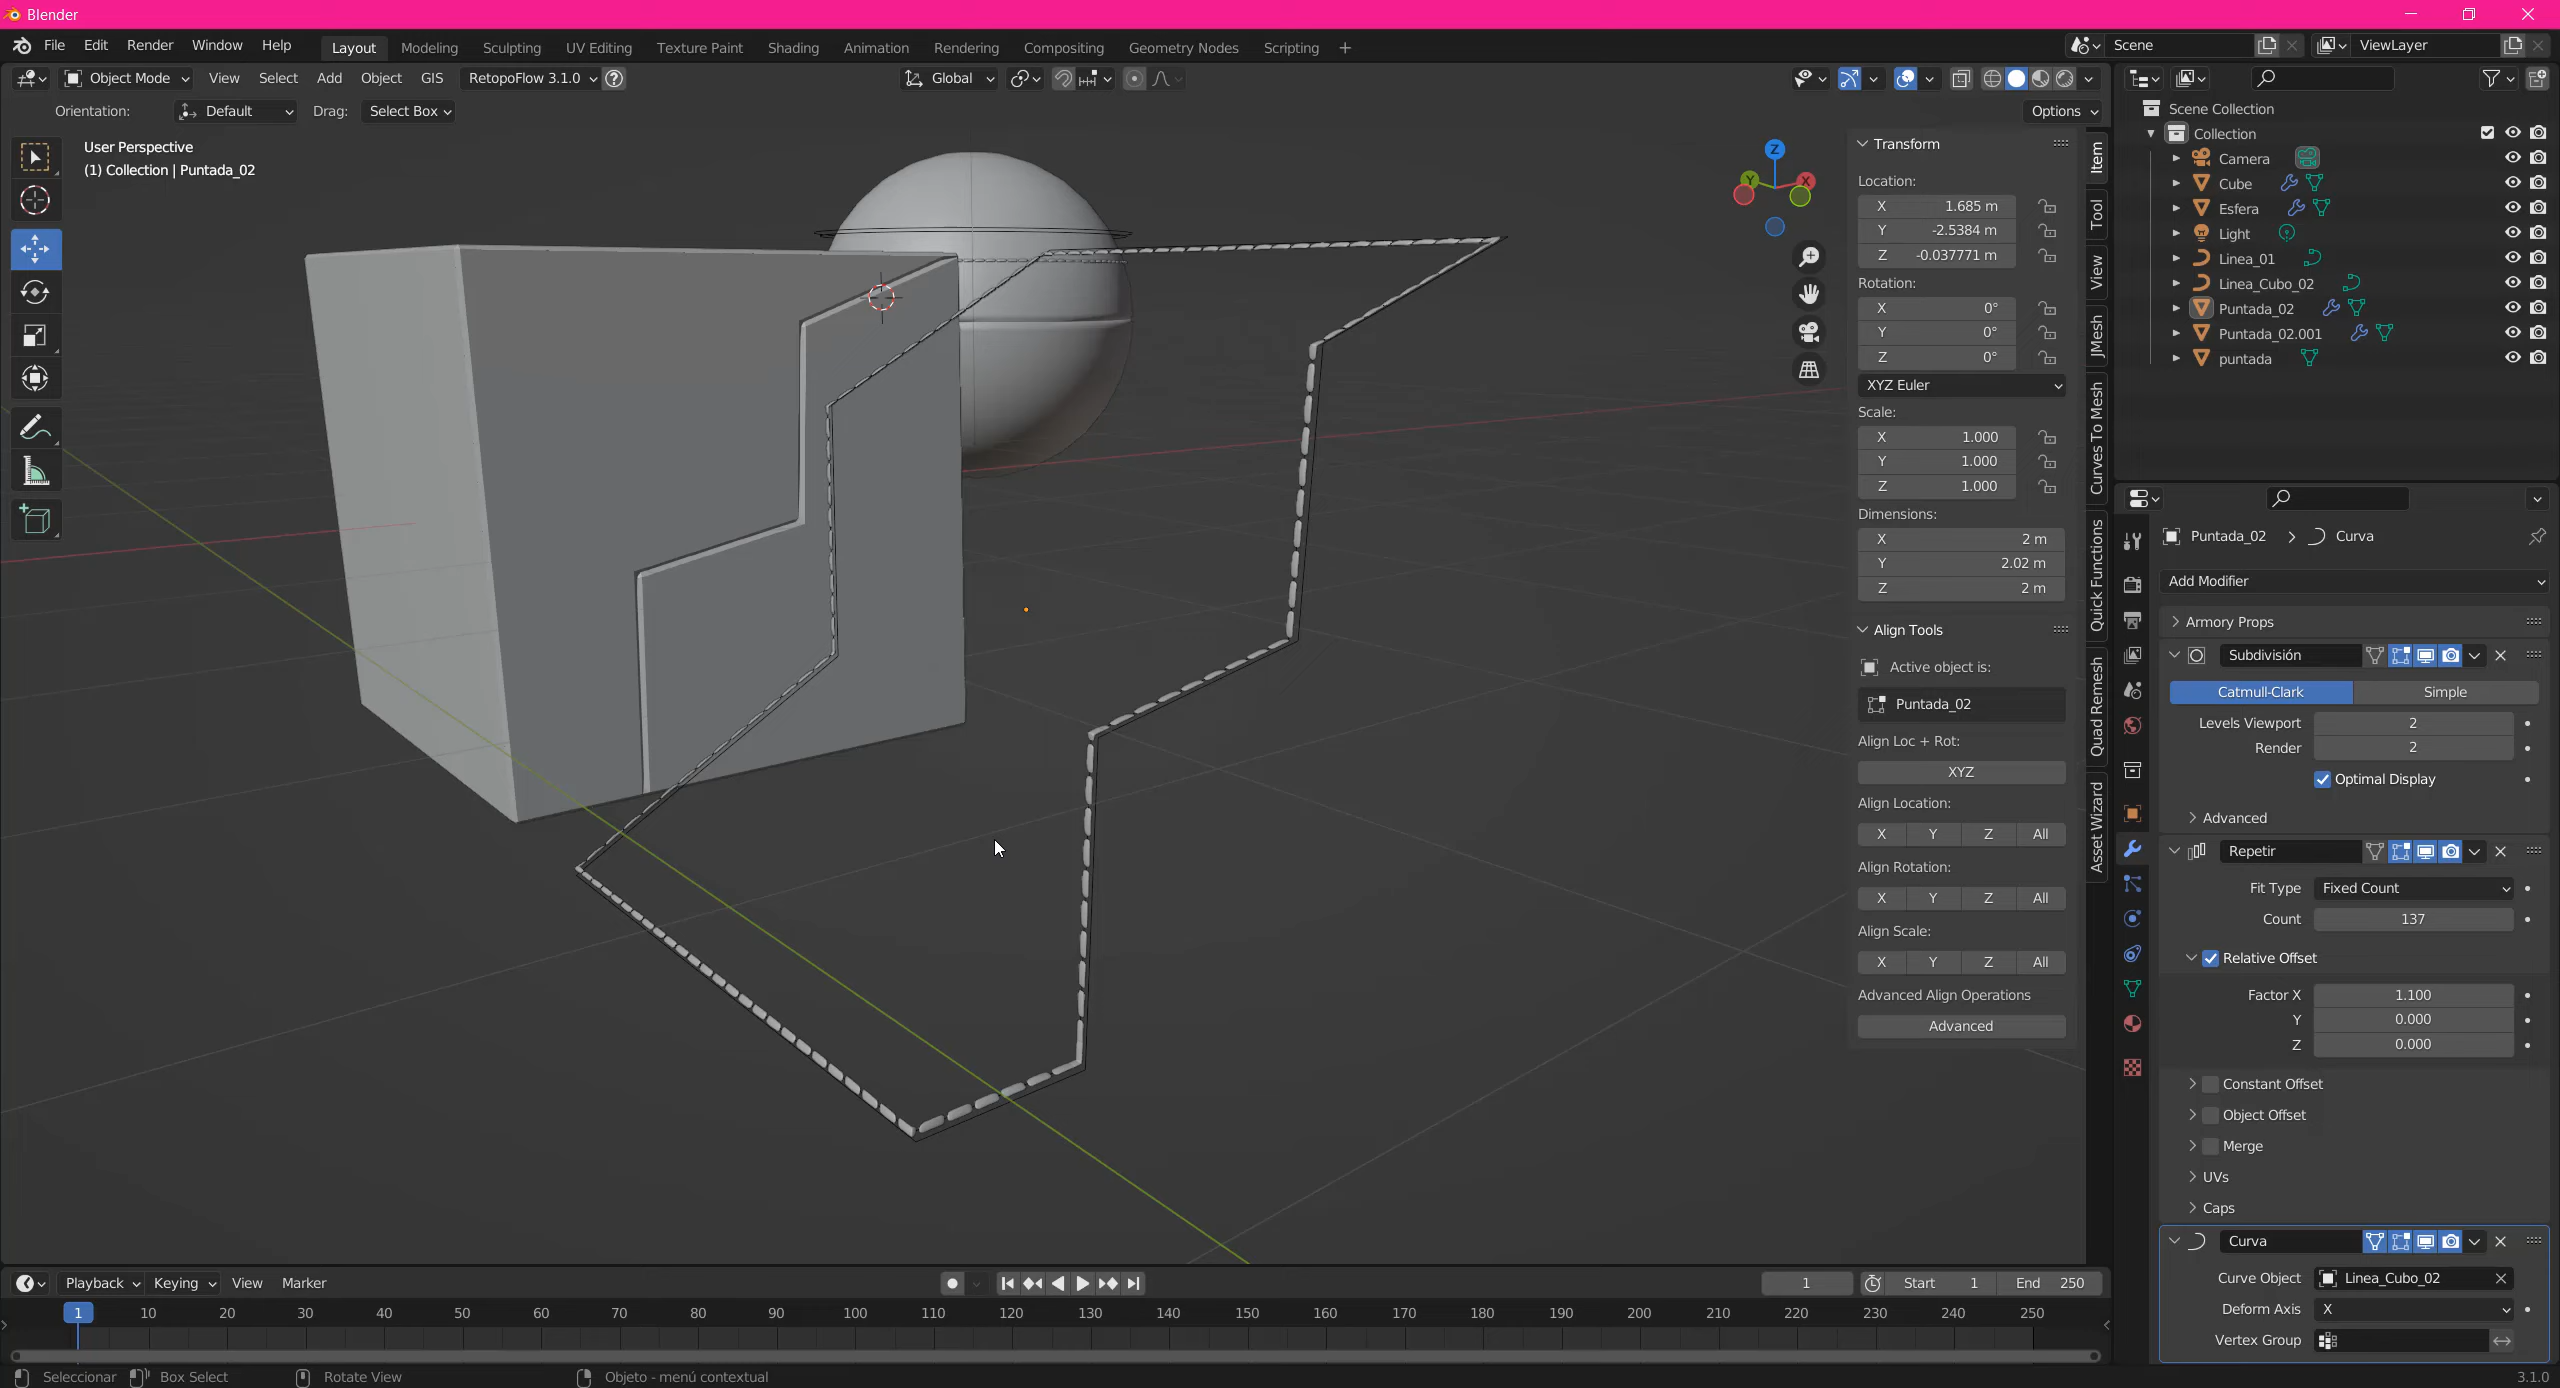 Blender
File Edit Render Window Help Layout Modeling Sculpting UV Editing Texture Paint Shading Animation Rendering Compositing Geometry Nodes Scripting + Scene ViewLayer
Object Mode View Select Add Object GIS RetopoFlow 3.1.0 Global
Orientation: Default Drag: Select Box Options
User Perspective
(1) Collection | Puntada_02
Transform
Location:
X 1.685 m
Y -2.5384 m
Z -0.037771 m
Rotation:
X 0°
Y 0°
Z 0°
XYZ Euler
Scale:
X 1.000
Y 1.000
Z 1.000
Dimensions:
X 2 m
Y 2.02 m
Z 2 m
Align Tools
Active object is:
Puntada_02
Align Loc + Rot:
XYZ
Align Location:
X Y Z All
Align Rotation:
X Y Z All
Align Scale:
X Y Z All
Advanced Align Operations
Advanced
Item
Tool
View
JMesh
Curves To Mesh
Quick Functions
Quad Remesh
Asset Wizard
Z
Y
X
Scene Collection
Collection
Camera
Cube
Esfera
Light
Linea_01
Linea_Cubo_02
Puntada_02
Puntada_02.001
puntada
Puntada_02 > Curva
Add Modifier
Armory Props
Subdivisión
Catmull-Clark Simple
Levels Viewport 2
Render 2
Optimal Display
Advanced
Repetir
Fit Type Fixed Count
Count 137
Relative Offset
Factor X 1.100
Y 0.000
Z 0.000
Constant Offset
Object Offset
Merge
UVs
Caps
Curva
Curve Object Linea_Cubo_02
Deform Axis X
Vertex Group
Playback Keying View Marker 1 Start 1 End 250
1 10 20 30 40 50 60 70 80 90 100 110 120 130 140 150 160 170 180 190 200 210 220 230 240 250
Seleccionar Box Select Rotate View Objeto - menú contextual 3.1.0